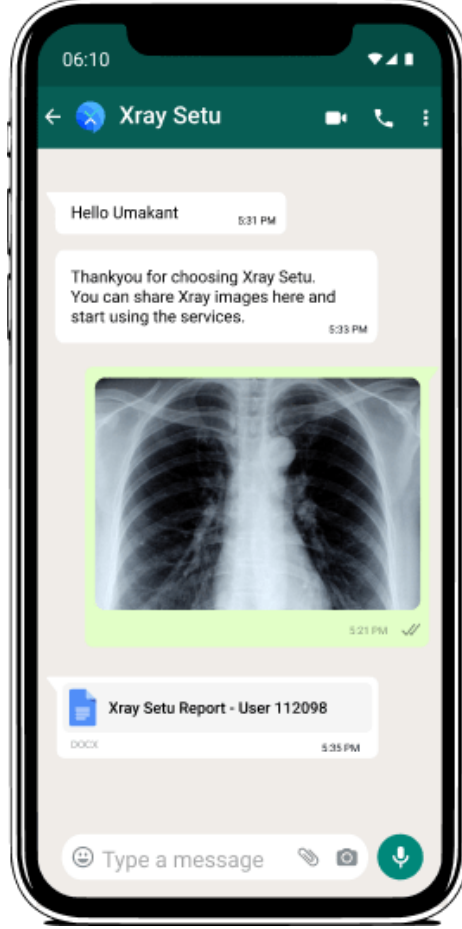 06:10
Xray Setu
Hello Umakant
5:31 PM
Thankyou for choosing Xray Setu.
You can share Xray images here and
start using the services.
5:33 PM
5:21 PM
Xray Setu Report - User 112098
DOCX
5:35 PM
Type a message